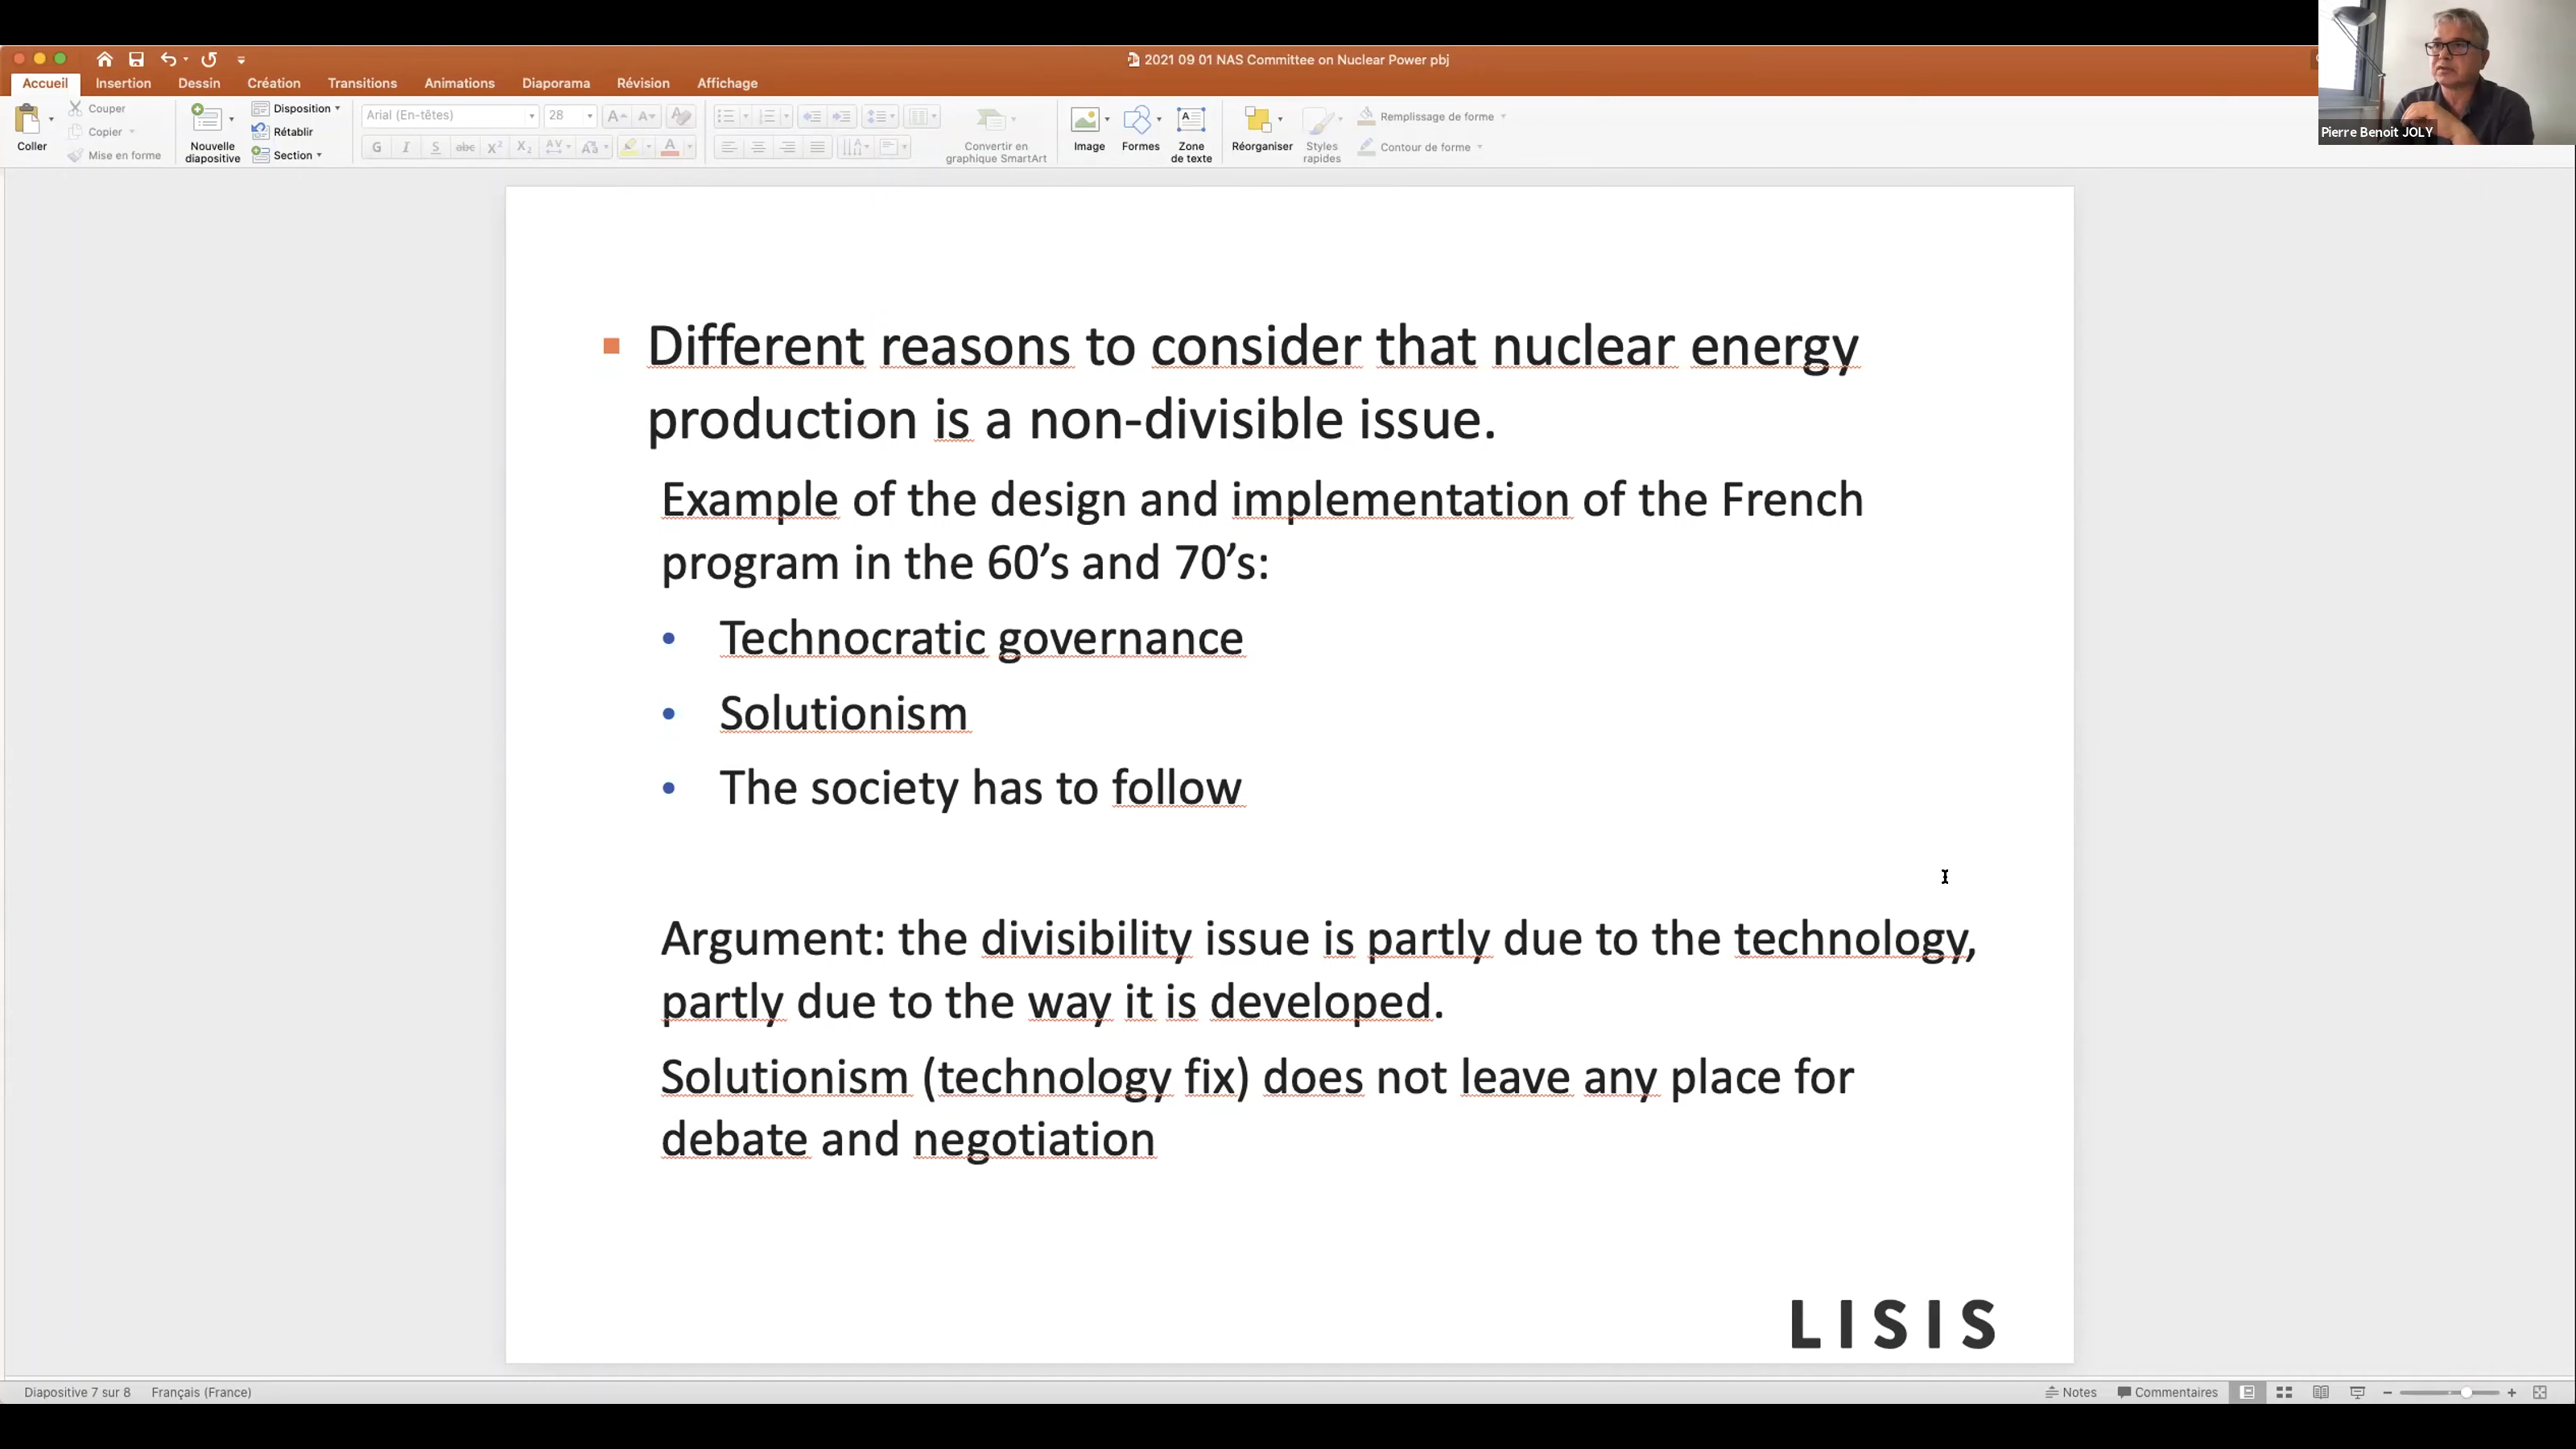 2021 09 01 NAS Committee on Nuclear Power pbj
Accueil Insertion Dessin Création Transitions Animations Diaporama Révision Affichage
Coller
Couper
Copier
Mise en forme
Nouvelle
diapositive
Disposition
Rétablir
Section
Arial (En-têtes) 28
G I S abc X² X₂ AV Aa A
Convertir en
graphique SmartArt
Image
Formes
Zone
de texte
Réorganiser
Styles
rapides
Remplissage de forme
Contour de forme
Pierre Benoit JOLY
Different reasons to consider that nuclear energy
production is a non-divisible issue.
Example of the design and implementation of the French
program in the 60’s and 70’s:
• Technocratic governance
• Solutionism
• The society has to follow
Argument: the divisibility issue is partly due to the technology,
partly due to the way it is developed.
Solutionism (technology fix) does not leave any place for
debate and negotiation
LISIS
Diapositive 7 sur 8 Français (France) Notes Commentaires